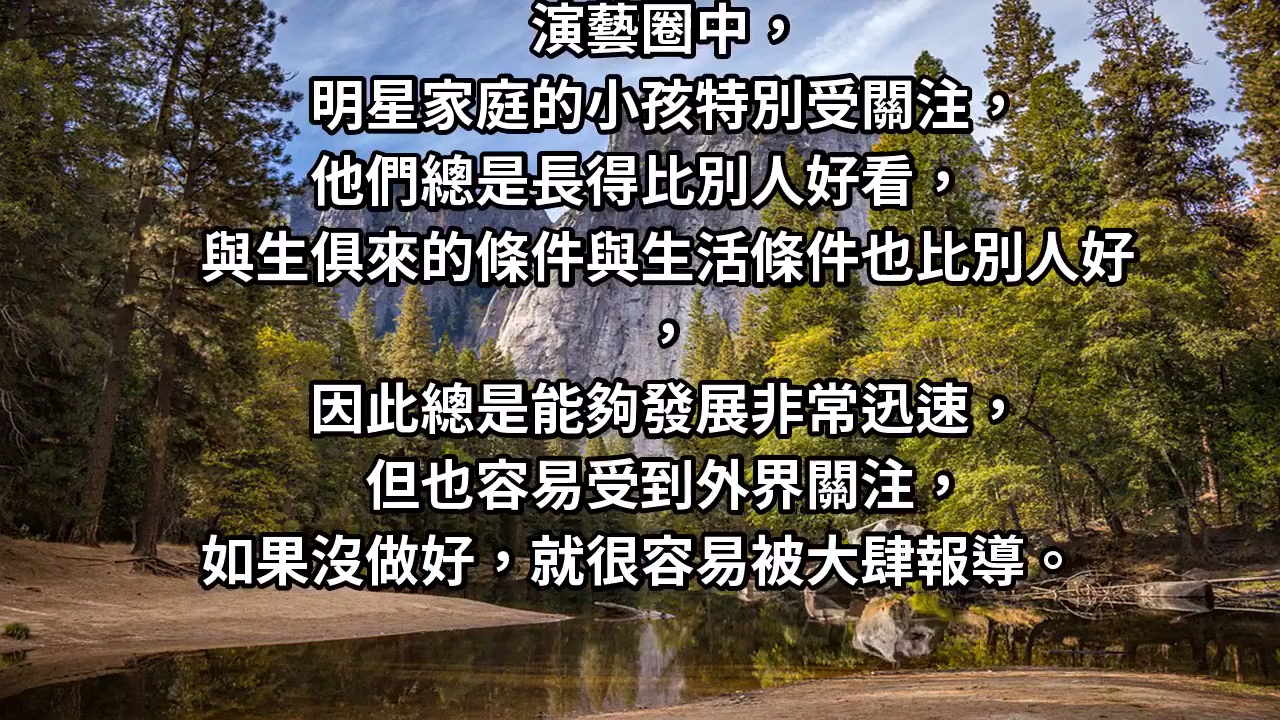 演藝圈中，
明星家庭的小孩特別受關注，
他們總是長得比別人好看，
與生俱來的條件與生活條件也比別人好
，
因此總是能夠發展非常迅速，
但也容易受到外界關注，
如果沒做好，就很容易被大肆報導。